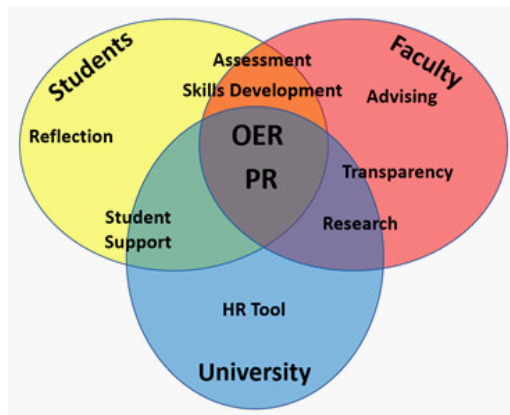 Students
Faculty
Assessment
Skills Development
Advising
Reflection
OER
PR
Transparency
Student
Support
Research
HR Tool
University